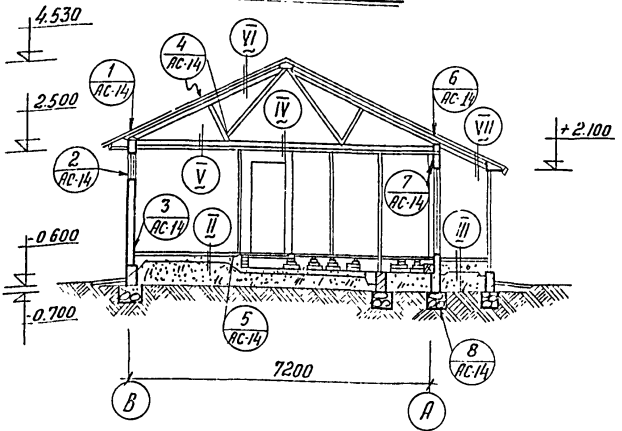 4.530
VI
4
АС-14
1
АС-14
6
АС-14
2.500
IV
VII
+2.100
2
АС-14
V
7
АС-14
3
АС-14
II
III
-0.600
-0.700
5
АС-14
8
АС-14
7200
В
А